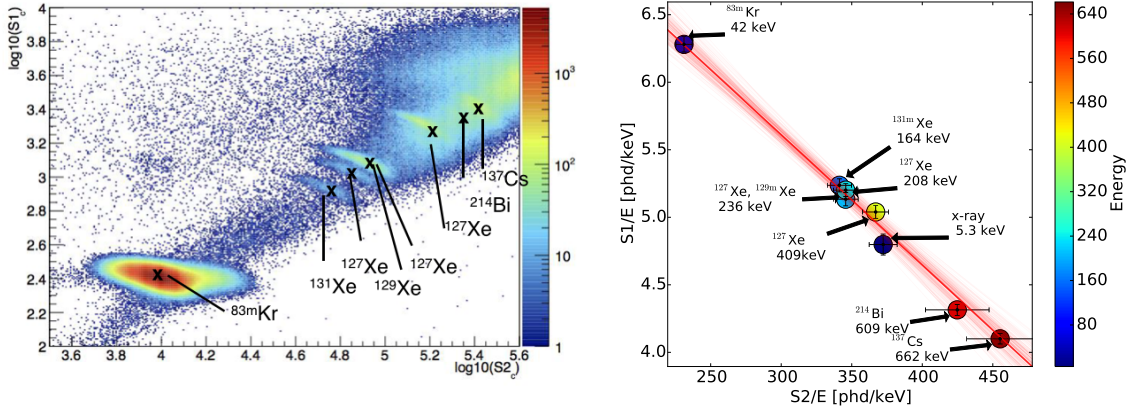 log10(S1_c)
4
3.8
3.6
3.4
3.2
3
2.8
2.6
2.4
2.2
2
3.6
3.8
4
4.2
4.4
4.6
4.8
5
5.2
5.4
5.6
3.5
log10(S2_c)
10³
10²
10
1
x
x
x
x
x
x
x
¹³⁷Cs
²¹⁴Bi
¹²⁷Xe
¹²⁷Xe
¹²⁷Xe
¹²⁹Xe
¹³¹Xe
⁸³ᵐKr
S1/E [phd/keV]
6.5
6.0
5.5
5.0
4.5
4.0
250
300
350
400
450
S2/E [phd/keV]
⁸³ᵐKr
42 keV
¹³¹ᵐXe
164 keV
¹²⁷Xe
208 keV
¹²⁷Xe, ¹²⁹ᵐXe
236 keV
x-ray
5.3 keV
¹²⁷Xe
409keV
²¹⁴Bi
609 keV
¹³⁷Cs
662 keV
640
560
480
400
320
240
160
80
Energy